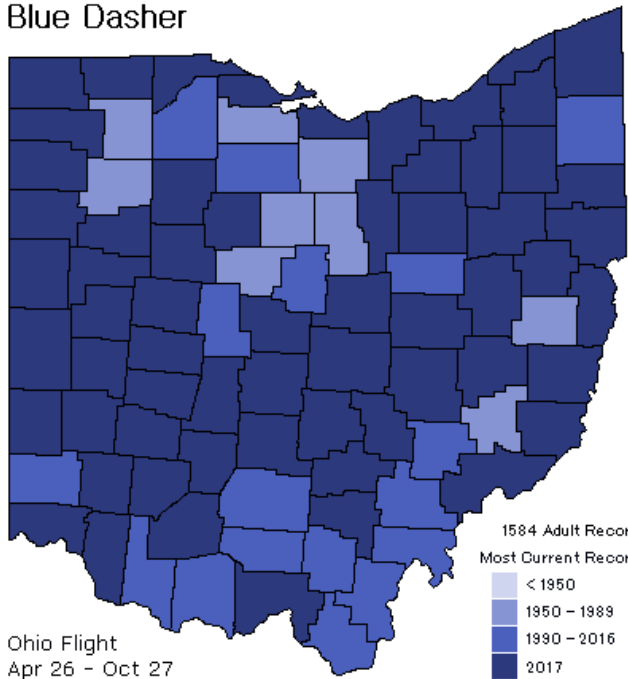 Blue Dasher
1584 Adult Recor
Most Current Recor
< 1950
1950 - 1989
1990 - 2016
2017
Ohio Flight
Apr 26 - Oct 27